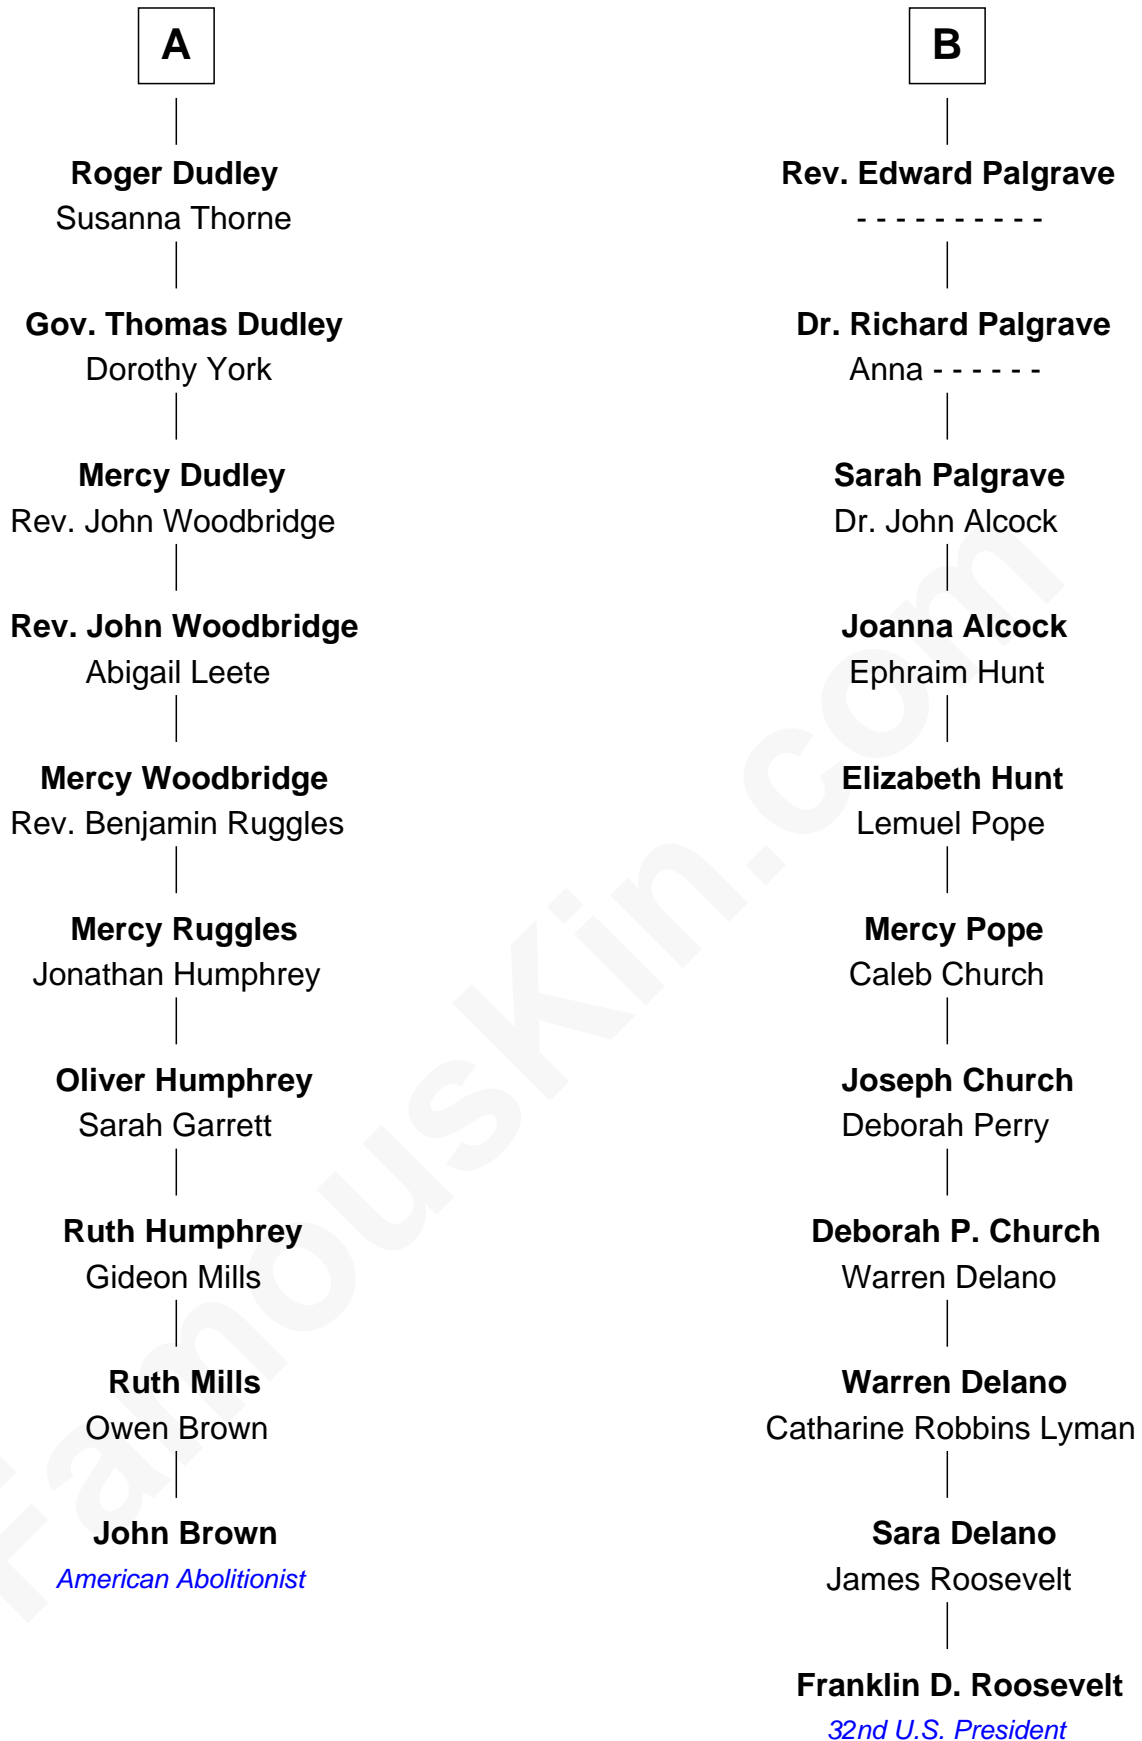 A
Roger Dudley
Susanna Thorne
Gov. Thomas Dudley
Dorothy York
Mercy Dudley
Rev. John Woodbridge
Rev. John Woodbridge
Abigail Leete
Mercy Woodbridge
Rev. Benjamin Ruggles
Mercy Ruggles
Jonathan Humphrey
Oliver Humphrey
Sarah Garrett
Ruth Humphrey
Gideon Mills
Ruth Mills
Owen Brown
John Brown
American Abolitionist
B
Rev. Edward Palgrave
- - - - - - - - - -
Dr. Richard Palgrave
Anna - - - - - -
Sarah Palgrave
Dr. John Alcock
Joanna Alcock
Ephraim Hunt
Elizabeth Hunt
Lemuel Pope
Mercy Pope
Caleb Church
Joseph Church
Deborah Perry
Deborah P. Church
Warren Delano
Warren Delano
Catharine Robbins Lyman
Sara Delano
James Roosevelt
Franklin D. Roosevelt
32nd U.S. President
FamousKin.com